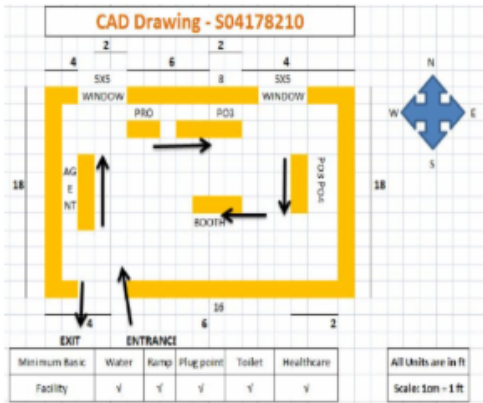 CAD Drawing - S04178210
2 2
4 6 4
5X5 8 5X5
WINDOW WINDOW
PRO PO3
N
W E
S
AG
E
NT
18
18
BOOTH
16
4 6 2
EXIT ENTRANCE
Minimum Basic Water Ramp Plug point Toilet Healthcare
Facility √ √ √ √ √
All Units are in ft
Scale: 1cm - 1 ft